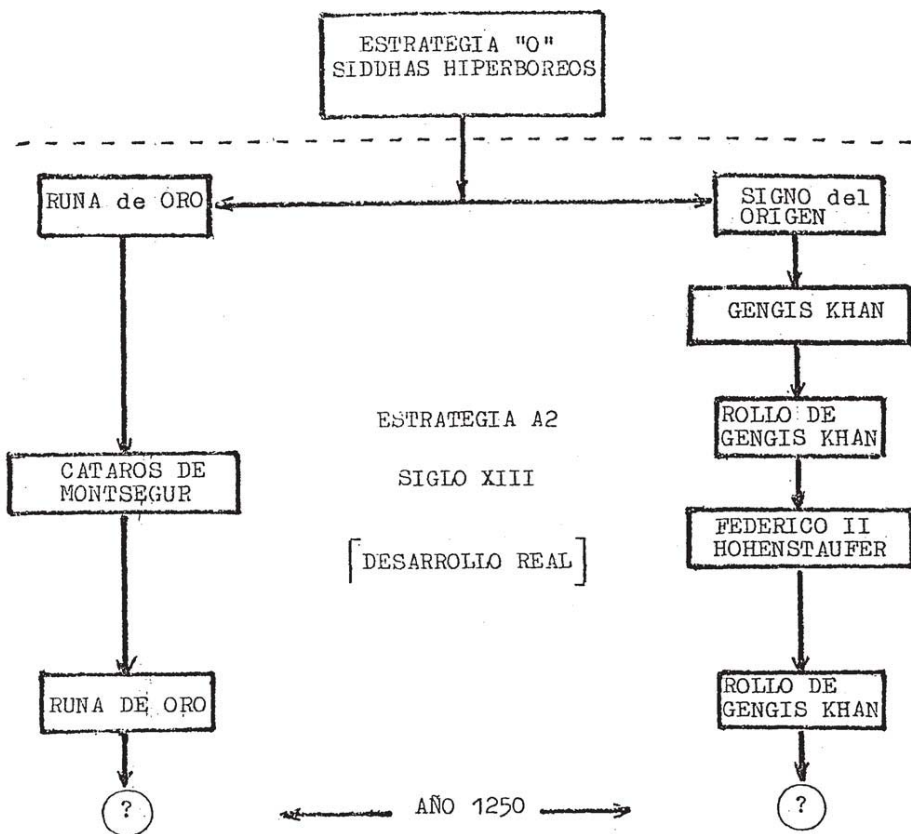 ESTRATEGIA "O"
SIDDHAS HIPERBOREOS
RUNA de ORO
SIGNO del
ORIGEN
GENGIS KHAN
ROLLO DE
GENGIS KHAN
ESTRATEGIA A2
SIGLO XIII
[DESARROLLO REAL]
CATAROS DE
MONTSEGUR
FEDERICO II
HOHENSTAUFER
RUNA DE ORO
ROLLO DE
GENGIS KHAN
?
AÑO 1250
?